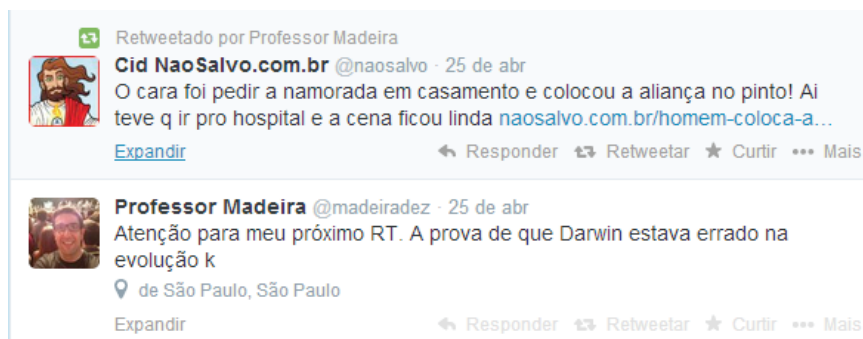 Retweetado por Professor Madeira
Cid NaoSalvo.com.br @naosalvo · 25 de abr
O cara foi pedir a namorada em casamento e colocou a aliança no pinto! Ai
teve q ir pro hospital e a cena ficou linda naosalvo.com.br/homem-coloca-a...
Expandir Responder Retweetar Curtir Mais
Professor Madeira @madeiradez · 25 de abr
Atenção para meu próximo RT. A prova de que Darwin estava errado na
evolução k
de São Paulo, São Paulo
Expandir Responder Retweetar Curtir Mais